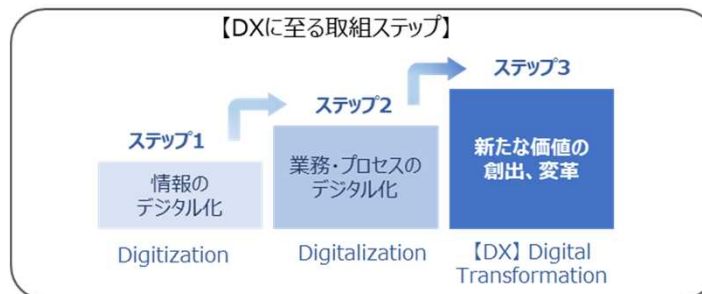 【DXに至る取組ステップ】
ステップ1
情報の
デジタル化
Digitization
ステップ2
業務・プロセスの
デジタル化
Digitalization
ステップ3
新たな価値の
創出、変革
【DX】Digital
Transformation